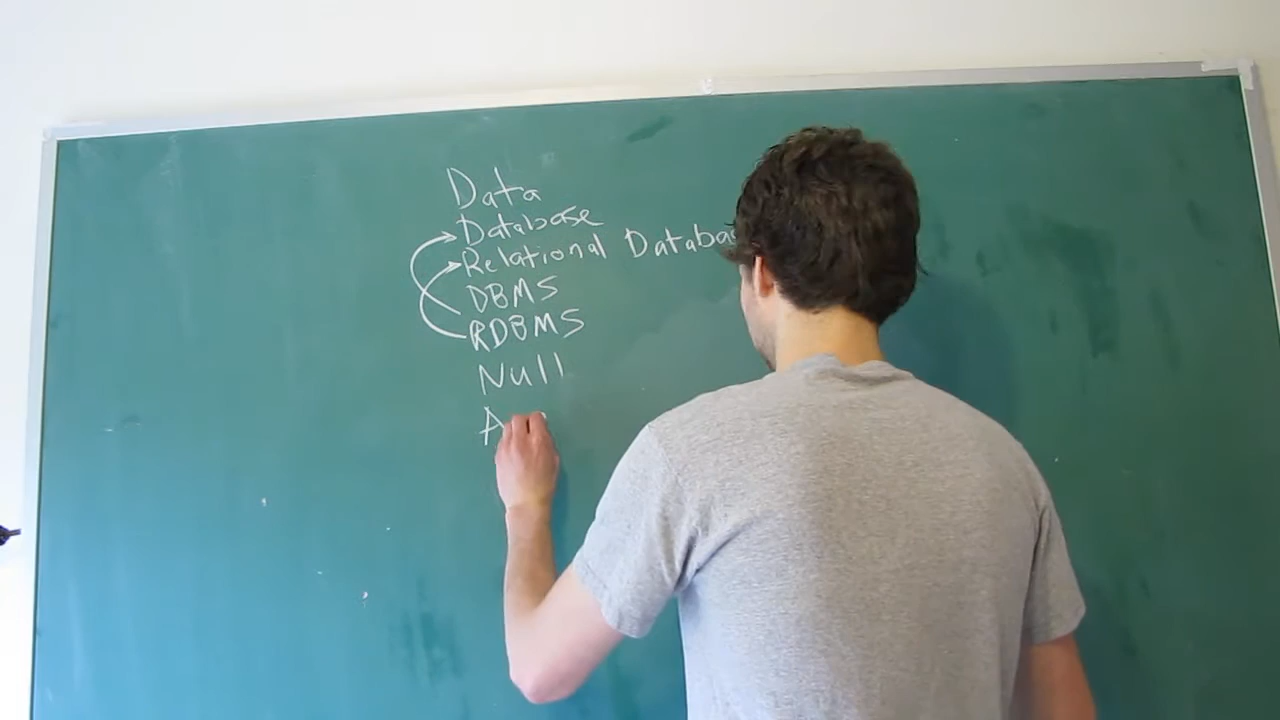 Data
Database
Relational Databas
DBMS
RDBMS
Null
A